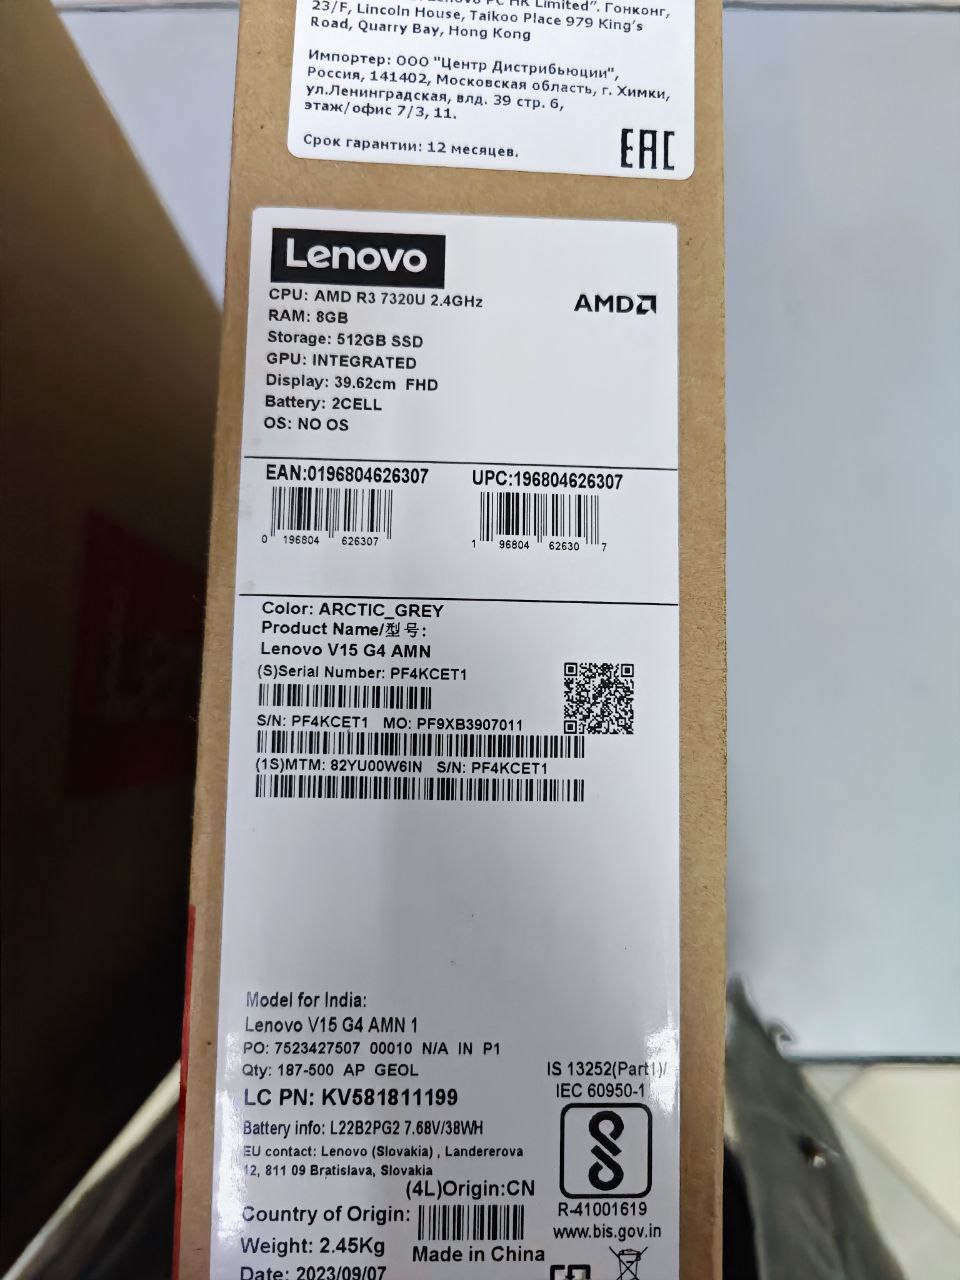 Lenovo PC HK Limited". Гонконг,
23/F, Lincoln House, Taikoo Place 979 King's
Road, Quarry Bay, Hong Kong
Импортер: ООО "Центр Дистрибьюции",
Россия, 141402, Московская область, г. Химки,
ул.Ленинградская, влд. 39 стр. 6,
этаж/офис 7/3, 11.
Срок гарантии: 12 месяцев.
EAC
Lenovo
CPU: AMD R3 7320U 2.4GHz
AMD
RAM: 8GB
Storage: 512GB SSD
GPU: INTEGRATED
Display: 39.62cm FHD
Battery: 2CELL
OS: NO OS
EAN:0196804626307 UPC:196804626307
0 196804 626307 1 96804 62630 7
Color: ARCTIC_GREY
Product Name/型号:
Lenovo V15 G4 AMN
(S)Serial Number: PF4KCET1
S/N: PF4KCET1 MO: PF9XB3907011
(1S)MTM: 82YU00W6IN S/N: PF4KCET1
Model for India:
Lenovo V15 G4 AMN 1
PO: 7523427507 00010 N/A IN P1
Qty: 187-500 AP GEOL
IS 13252(Part1)/
IEC 60950-1
LC PN: KV581811199
Battery info: L22B2PG2 7.68V/38WH
EU contact: Lenovo (Slovakia) , Landererova
12, 811 09 Bratislava, Slovakia
(4L)Origin:CN
Country of Origin:
R-41001619
www.bis.gov.in
Weight: 2.45Kg
Made in China
Date: 2023/09/07